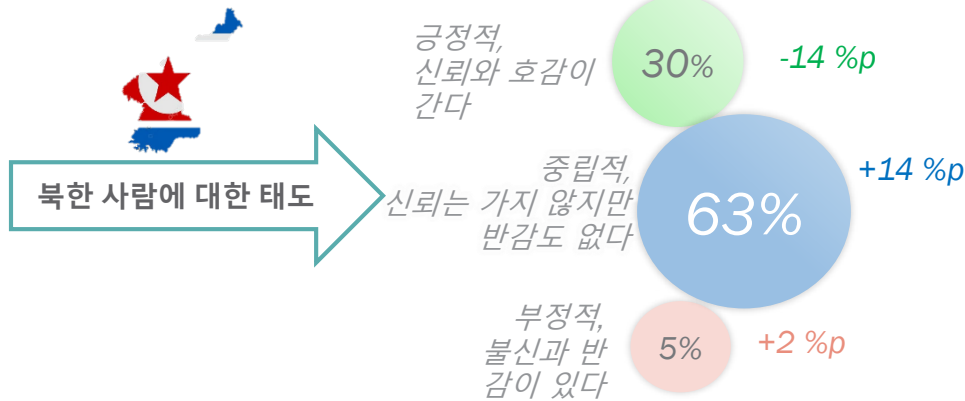 북한 사람에 대한 태도
긍정적,
신뢰와 호감이
간다
30%
-14 %p
중립적,
신뢰는 가지 않지만
반감도 없다
63%
+14 %p
부정적,
불신과 반
감이 있다
5%
+2 %p